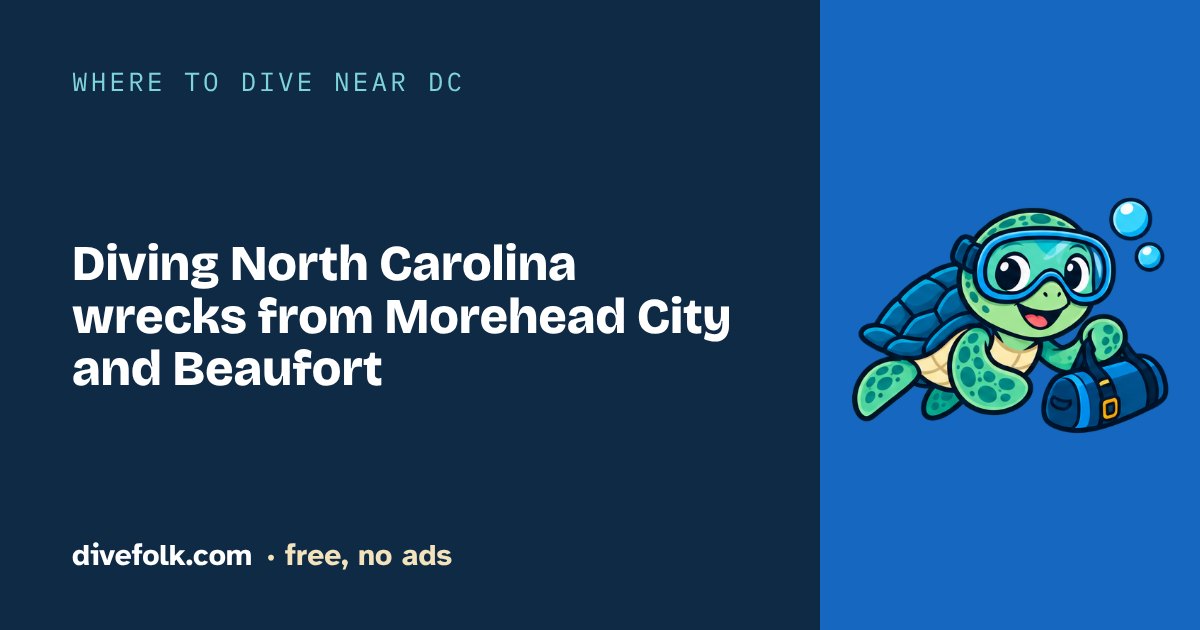 WHERE TO DIVE NEAR DC
Diving North Carolina
wrecks from Morehead City
and Beaufort
divefolk.com · free, no ads